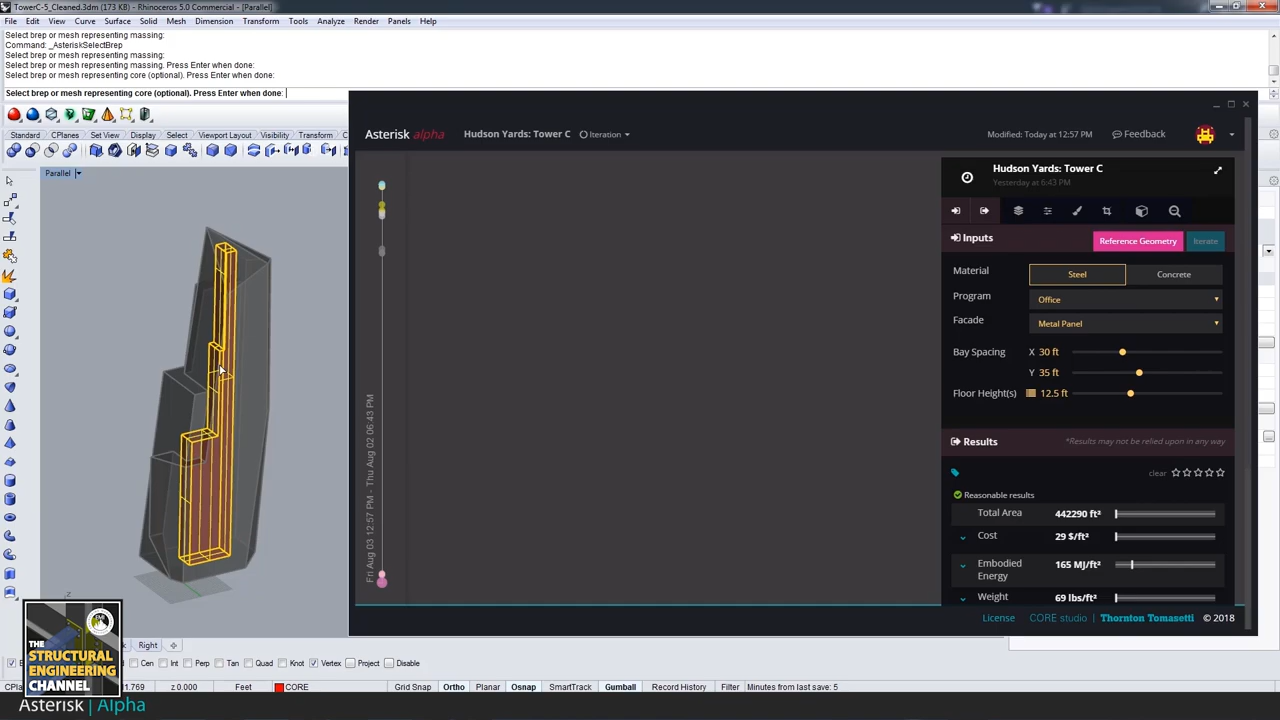 TowerC-5_Cleaned.3dm (173 KB) - Rhinoceros 5.0 Commercial - [Parallel]
File Edit View Curve Surface Solid Mesh Dimension Transform Tools Analyze Render Panels Help
Select brep or mesh representing massing:
Command: _AsteriskSelectBrep
Select brep or mesh representing massing:
Select brep or mesh representing massing. Press Enter when done:
Select brep or mesh representing core (optional). Press Enter when done:
Select brep or mesh representing core (optional). Press Enter when done:
Standard CPlanes Set View Display Select Viewport Layout Visibility Transform
Parallel
Asterisk alpha Hudson Yards: Tower C Iteration Modified: Today at 12:57 PM Feedback
Hudson Yards: Tower C
Yesterday at 6:43 PM
Inputs Reference Geometry Iterate
Material Steel Concrete
Program Office
Facade Metal Panel
Bay Spacing X 30 ft
Y 35 ft
Floor Height(s) 12.5 ft
Results *Results may not be relied upon in any way
clear
Reasonable results
Total Area 442290 ft²
Cost 29 $/ft²
Embodied
Energy 165 MJ/ft²
Weight 69 lbs/ft²
Fri Aug 03 12:57 PM - Thu Aug 02 06:43 PM
License CORE studio | Thornton Tomasetti © 2018
Right
Cen Int Perp Tan Quad Knot Vertex Project Disable
1.769 z 0.000 Feet CORE Grid Snap Ortho Planar Osnap SmartTrack Gumball Record History Filter Minutes from last save: 5
THE
STRUCTURAL
ENGINEERING
CHANNEL
Asterisk | Alpha